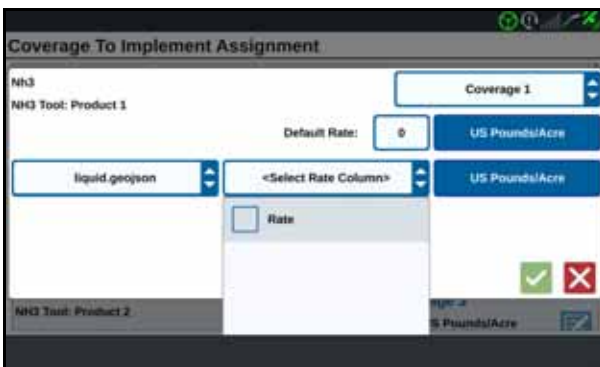 Coverage To Implement Assignment
Nh3
Coverage 1
NH3 Tool: Product 1
Default Rate: 0 US Pounds/Acre
liquid.geojson <Select Rate Column> US Pounds/Acre
Rate
NH3 Tool: Product 2
S Pounds/Acre